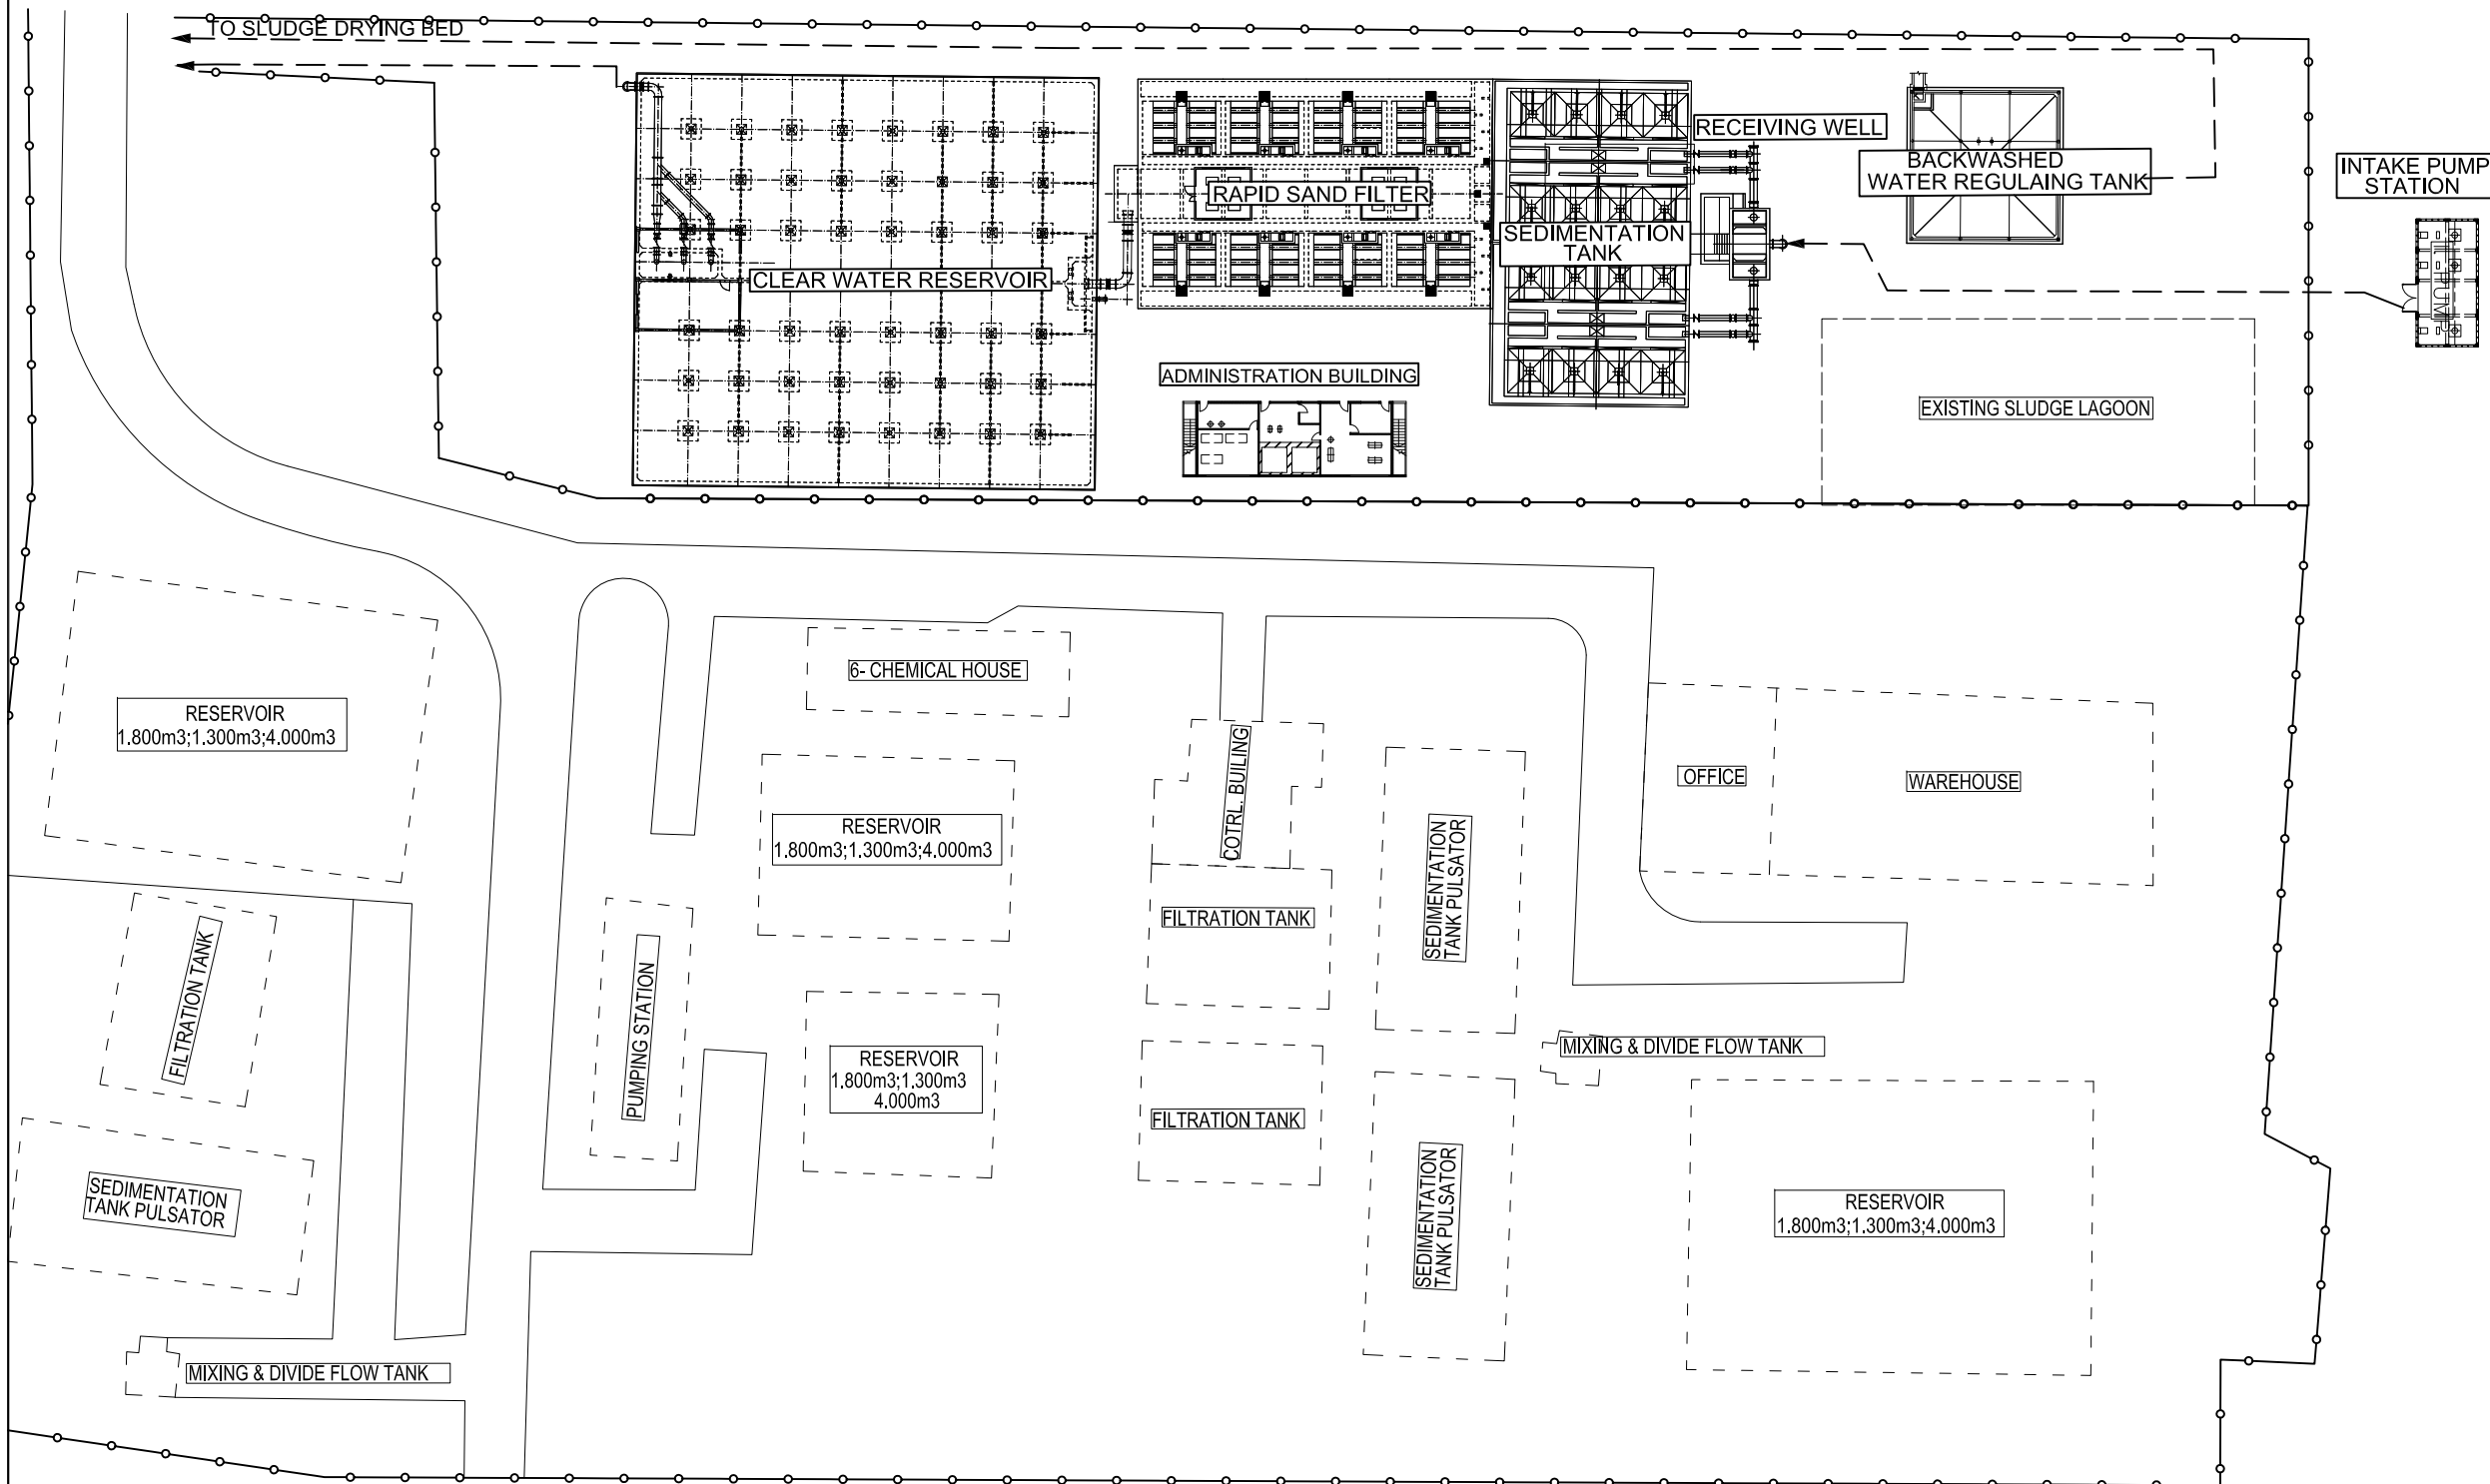 TO SLUDGE DRYING BED
RECEIVING WELL
BACKWASHED
WATER REGULAING TANK
INTAKE PUMP
STATION
RAPID SAND FILTER
SEDIMENTATION
TANK
CLEAR WATER RESERVOIR
PUMP
ADMINISTRATION BUILDING
EXISTING SLUDGE LAGOON
6- CHEMICAL HOUSE
RESERVOIR
1.800m3;1.300m3;4.000m3
COTRL. BUILING
OFFICE
WAREHOUSE
RESERVOIR
1.800m3;1.300m3;4.000m3
SEDIMENTATION
TANK PULSATOR
FILTRATION TANK
FILTRATION TANK
PUMPING STATION
MIXING & DIVIDE FLOW TANK
RESERVOIR
1.800m3;1.300m3
4.000m3
FILTRATION TANK
SEDIMENTATION
TANK PULSATOR
SEDIMENTATION
TANK PULSATOR
RESERVOIR
1.800m3;1.300m3;4.000m3
MIXING & DIVIDE FLOW TANK